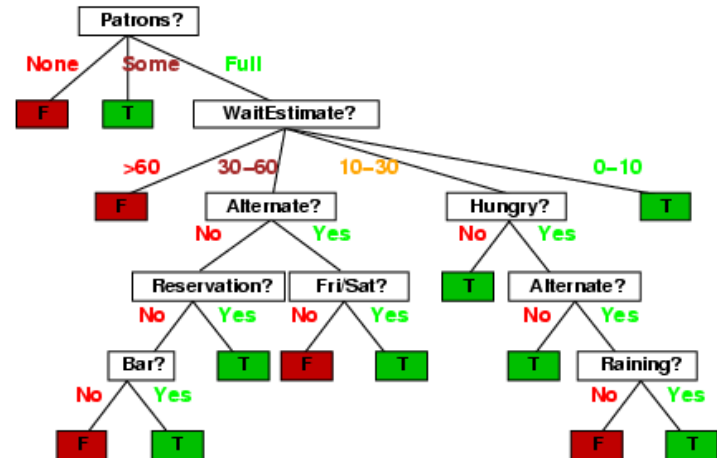 Patrons?
None Some Full
F T WaitEstimate?
>60 30–60 10–30 0–10
F Alternate? Hungry? T
No Yes No Yes
Reservation? Fri/Sat? T Alternate?
No Yes No Yes No Yes
Bar? T F T T Raining?
No Yes No Yes
F T F T